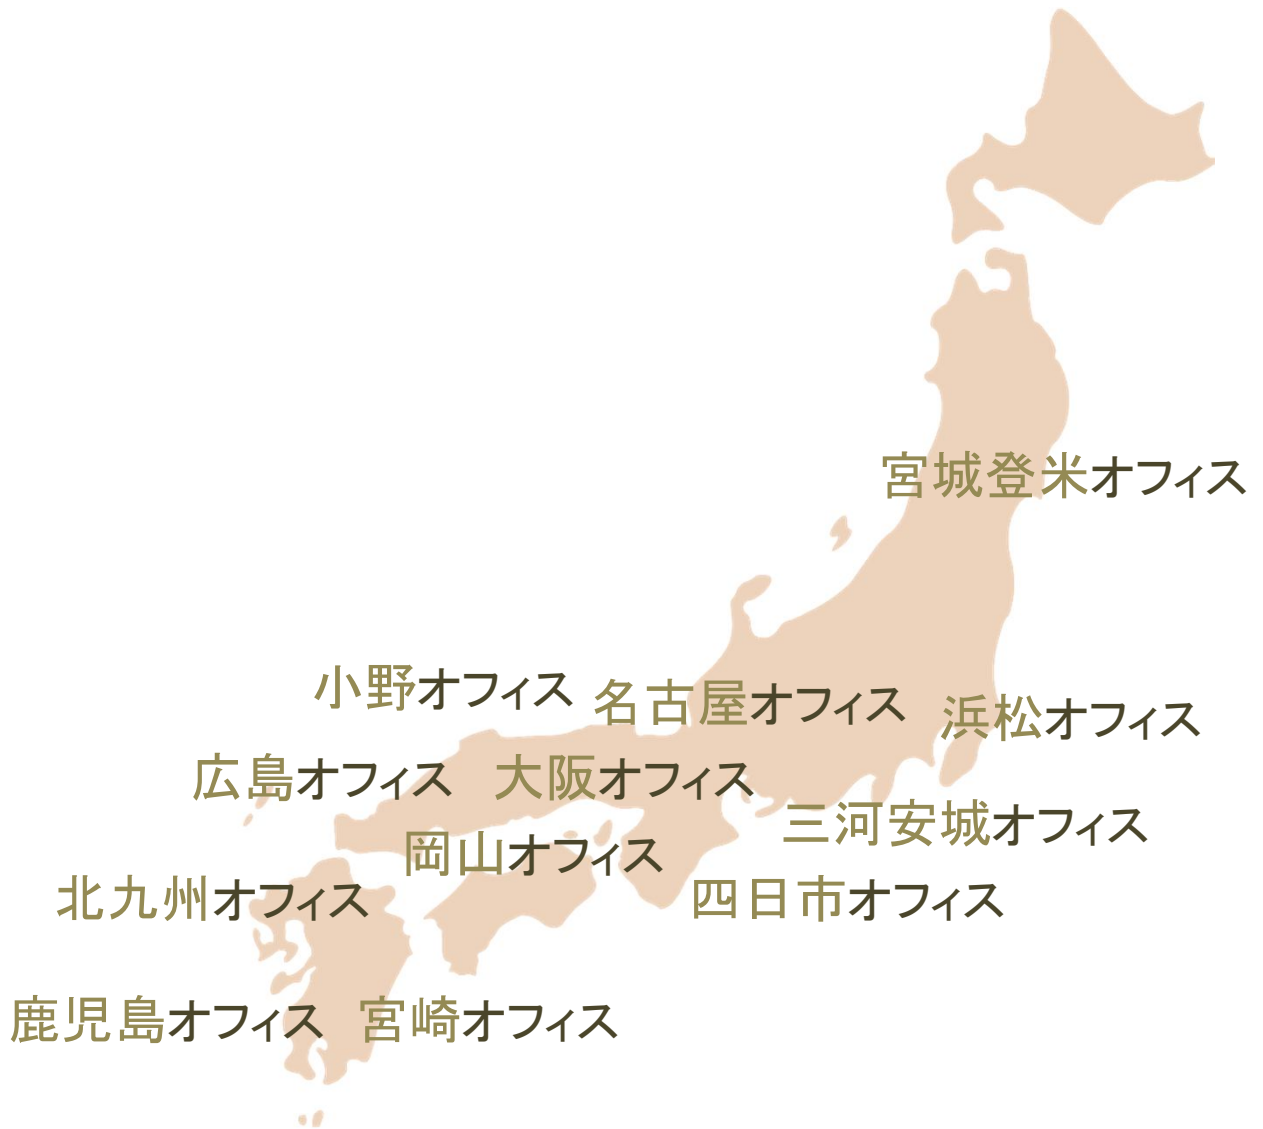 宮城登米オフィス
小野オフィス
名古屋オフィス
浜松オフィス
広島オフィス
大阪オフィス
三河安城オフィス
岡山オフィス
北九州オフィス
四日市オフィス
鹿児島オフィス
宮崎オフィス